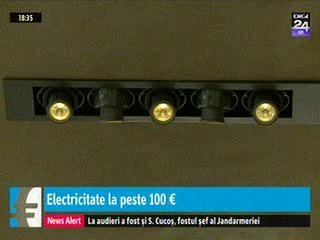 18:35
DIGI
24
HD
Electricitate la peste 100 €
News Alert
La audieri a fost și S. Cucoș, fostul șef al Jandarmeriei